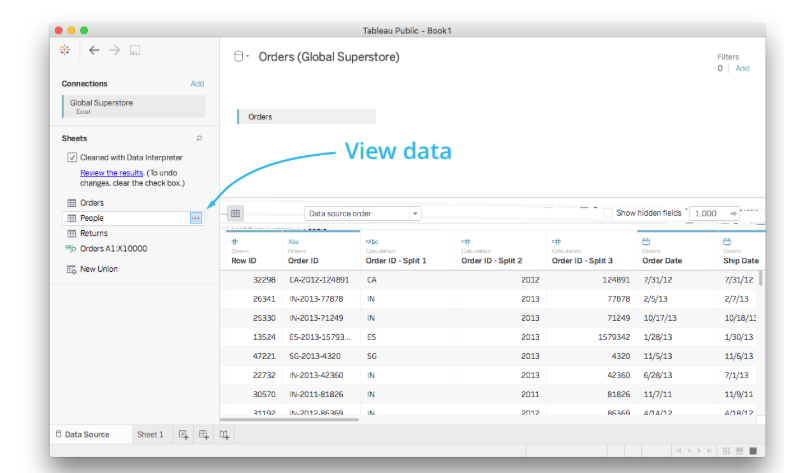 Tableau Public - Book1
Orders (Global Superstore)
Filters
0 Add
Connections
Add
Global Superstore
Excel
Orders
Sheets
View data
Cleaned with Data Interpreter
Review the results. (To undo
changes, clear the check box.)
Orders
People
Returns
Orders A1:X10000
New Union
Data source order
Show hidden fields
1,000
# Abc =Abc =# =#
Orders Orders Calculation Calculation Calculation Orders Orders
Row ID Order ID Order ID - Split 1 Order ID - Split 2 Order ID - Split 3 Order Date Ship Date
32298 CA-2012-124891 CA 2012 124891 7/31/12 7/31/12
26341 IN-2013-77878 IN 2013 77878 2/5/13 2/7/13
25330 IN-2013-71249 IN 2013 71249 10/17/13 10/18/13
13524 ES-2013-15793... ES 2013 1579342 1/28/13 1/30/13
47221 SG-2013-4320 SG 2013 4320 11/5/13 11/6/13
22732 IN-2013-42360 IN 2013 42360 6/28/13 7/1/13
30570 IN-2011-81826 IN 2011 81826 11/7/11 11/9/11
31192 IN-2012-86369 IN 2012 86369 4/14/12 4/18/12
Data Source Sheet 1